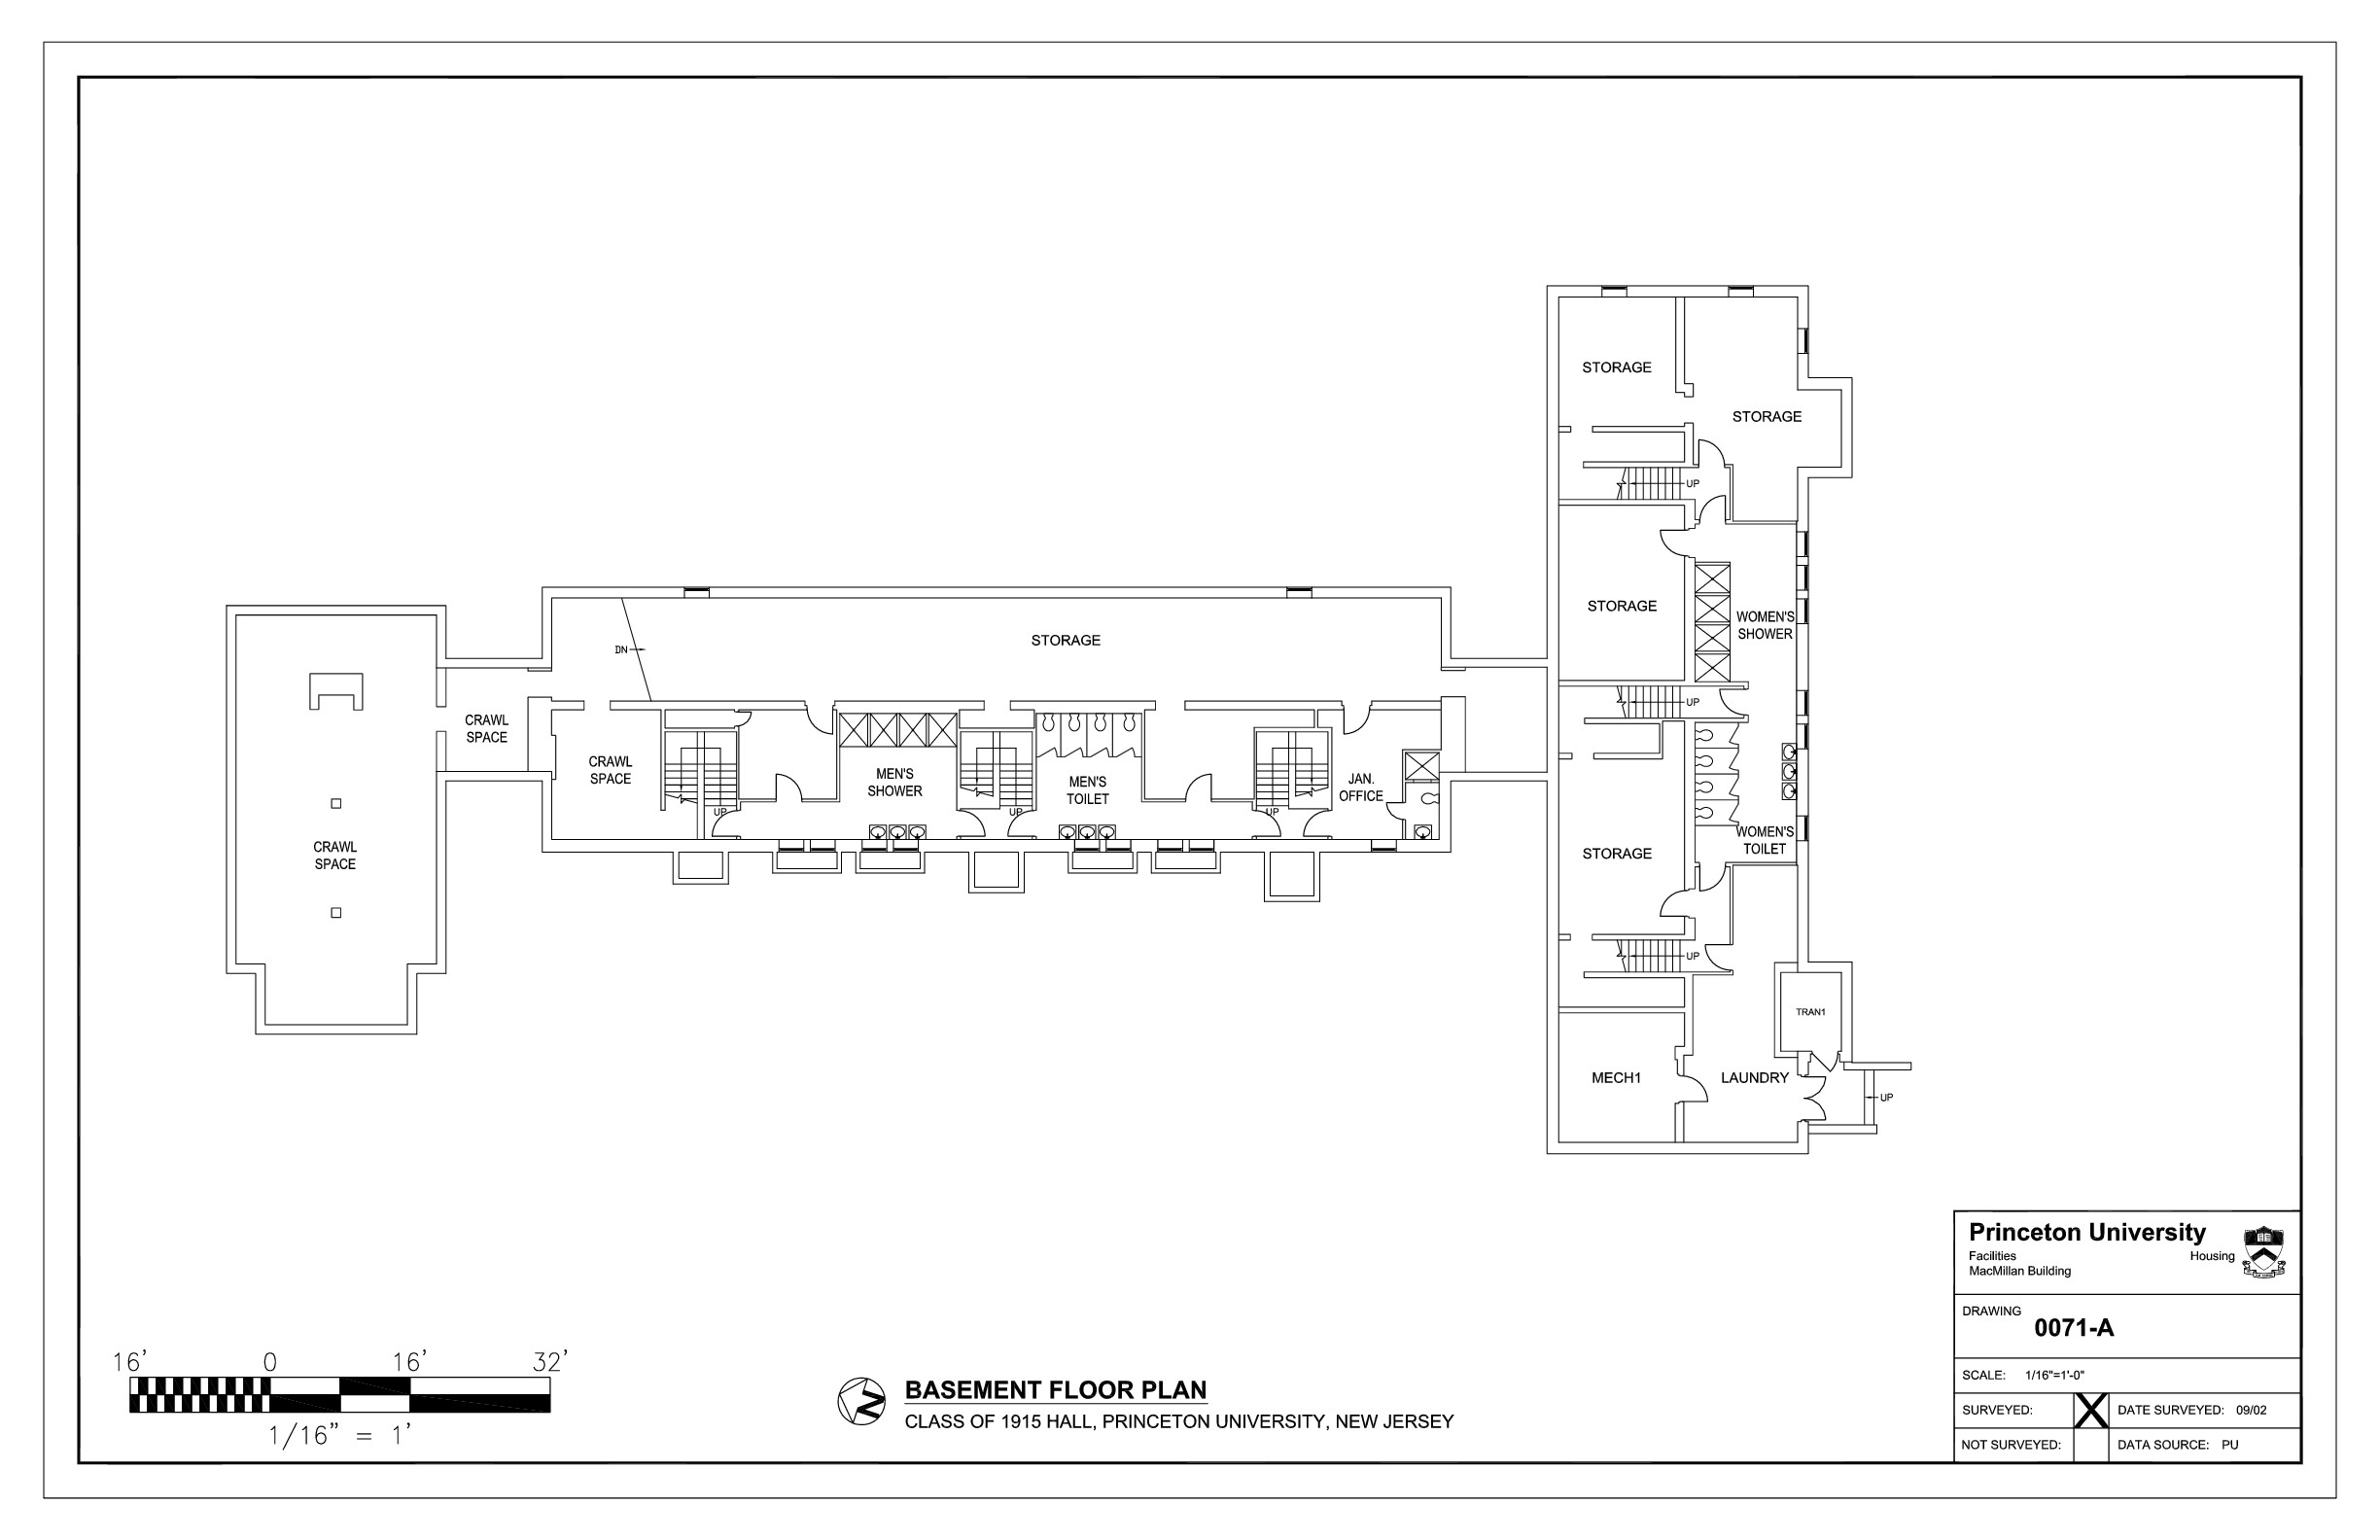 STORAGE
STORAGE
UP
STORAGE
WOMEN'S
SHOWER
DN
STORAGE
UP
CRAWL
SPACE
CRAWL
SPACE
MEN'S
SHOWER
MEN'S
TOILET
JAN.
OFFICE
UP
UP
UP
CRAWL
SPACE
WOMEN'S
TOILET
STORAGE
UP
TRAN1
MECH1
LAUNDRY
UP
Princeton University
Facilities Housing
MacMillan Building
DRAWING
0071-A
SCALE: 1/16"=1'-0"
SURVEYED: X DATE SURVEYED: 09/02
NOT SURVEYED: DATA SOURCE: PU
16' 0 16' 32'
1/16" = 1'
N
BASEMENT FLOOR PLAN
CLASS OF 1915 HALL, PRINCETON UNIVERSITY, NEW JERSEY